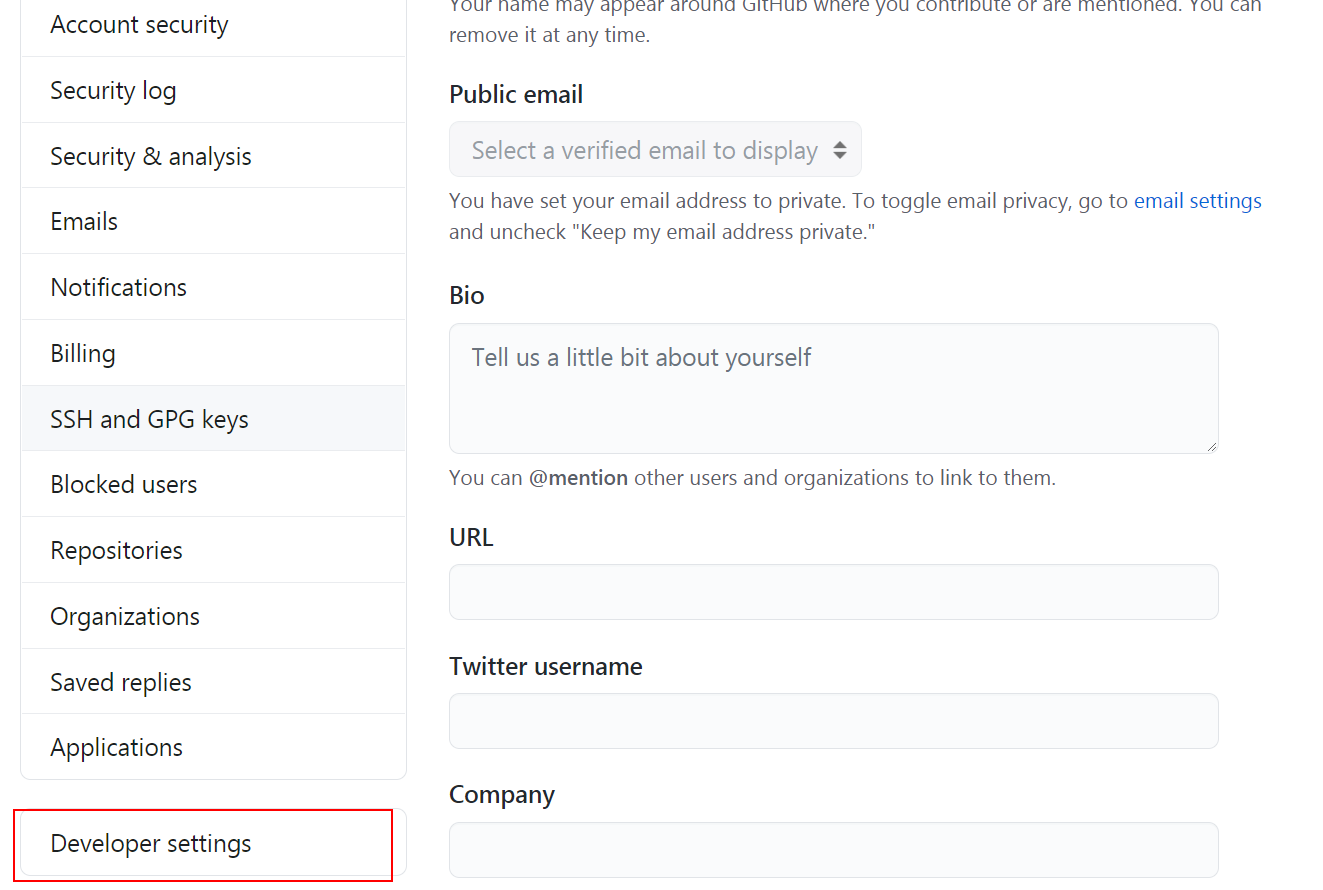 Account security
Security log
Security & analysis
Emails
Notifications
Billing
SSH and GPG keys
Blocked users
Repositories
Organizations
Saved replies
Applications
Developer settings
Your name may appear around GitHub where you contribute or are mentioned. You can
remove it at any time.
Public email
Select a verified email to display
You have set your email address to private. To toggle email privacy, go to email settings
and uncheck "Keep my email address private."
Bio
Tell us a little bit about yourself
You can @mention other users and organizations to link to them.
URL
Twitter username
Company